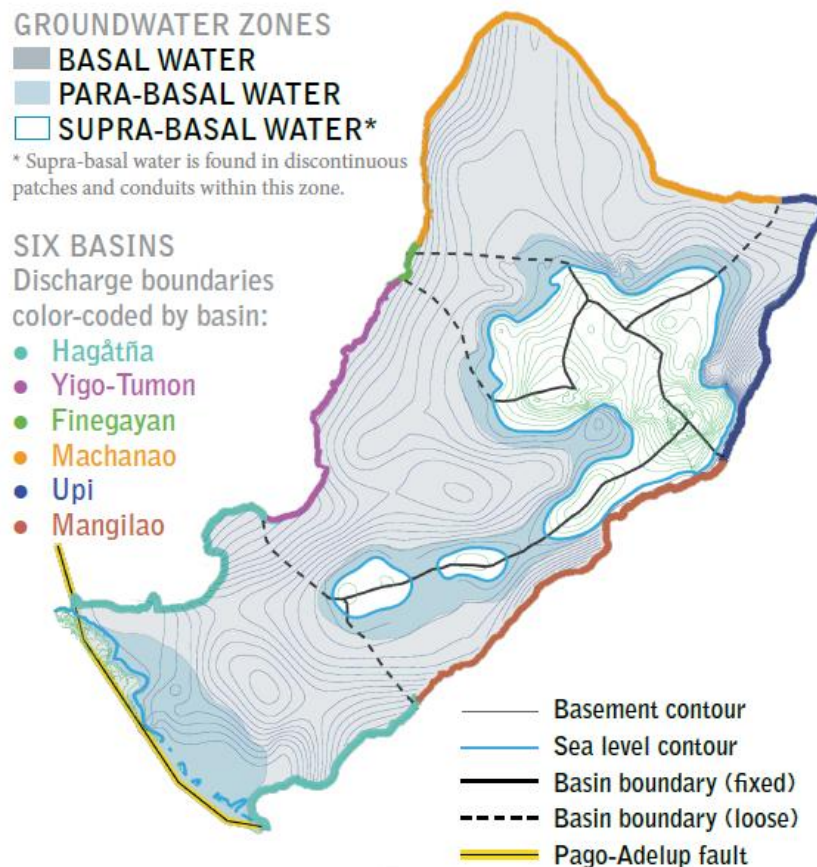 GROUNDWATER ZONES
BASAL WATER
PARA-BASAL WATER
SUPRA-BASAL WATER*
* Supra-basal water is found in discontinuous
patches and conduits within this zone.
SIX BASINS
Discharge boundaries
color-coded by basin:
• Hagåtña
• Yigo-Tumon
• Finegayan
• Machanao
• Upi
• Mangilao
Basement contour
Sea level contour
Basin boundary (fixed)
Basin boundary (loose)
Pago-Adelup fault